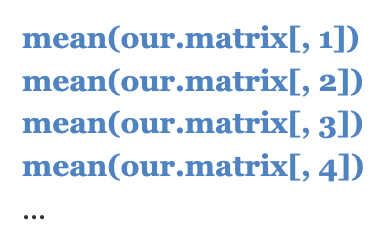 mean(our.matrix[, 1])
mean(our.matrix[, 2])
mean(our.matrix[, 3])
mean(our.matrix[, 4])
...